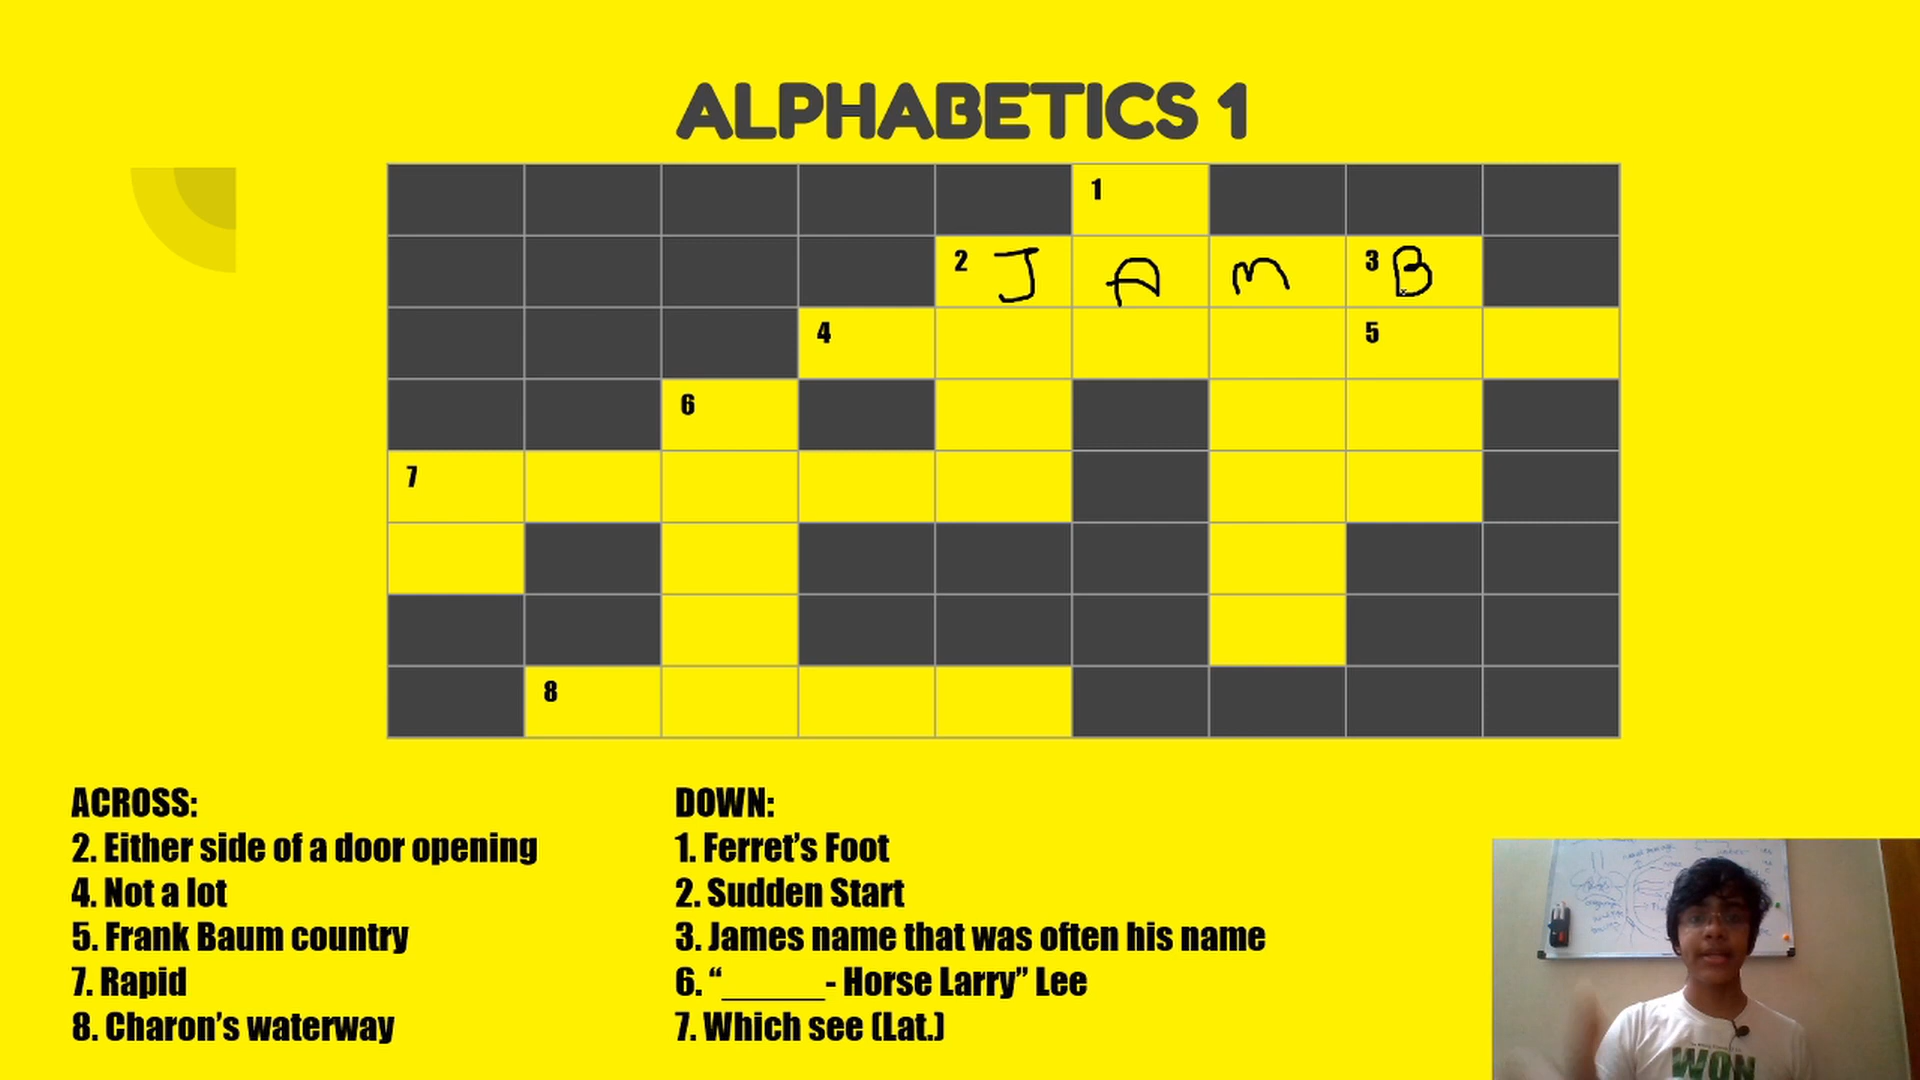 ALPHABETICS 1
1
2 J A M 3 B
4 5
6
7
8
ACROSS:
2. Either side of a door opening
4. Not a lot
5. Frank Baum country
7. Rapid
8. Charon’s waterway
DOWN:
1. Ferret’s Foot
2. Sudden Start
3. James name that was often his name
6. “_____- Horse Larry” Lee
7. Which see (Lat.)
WON